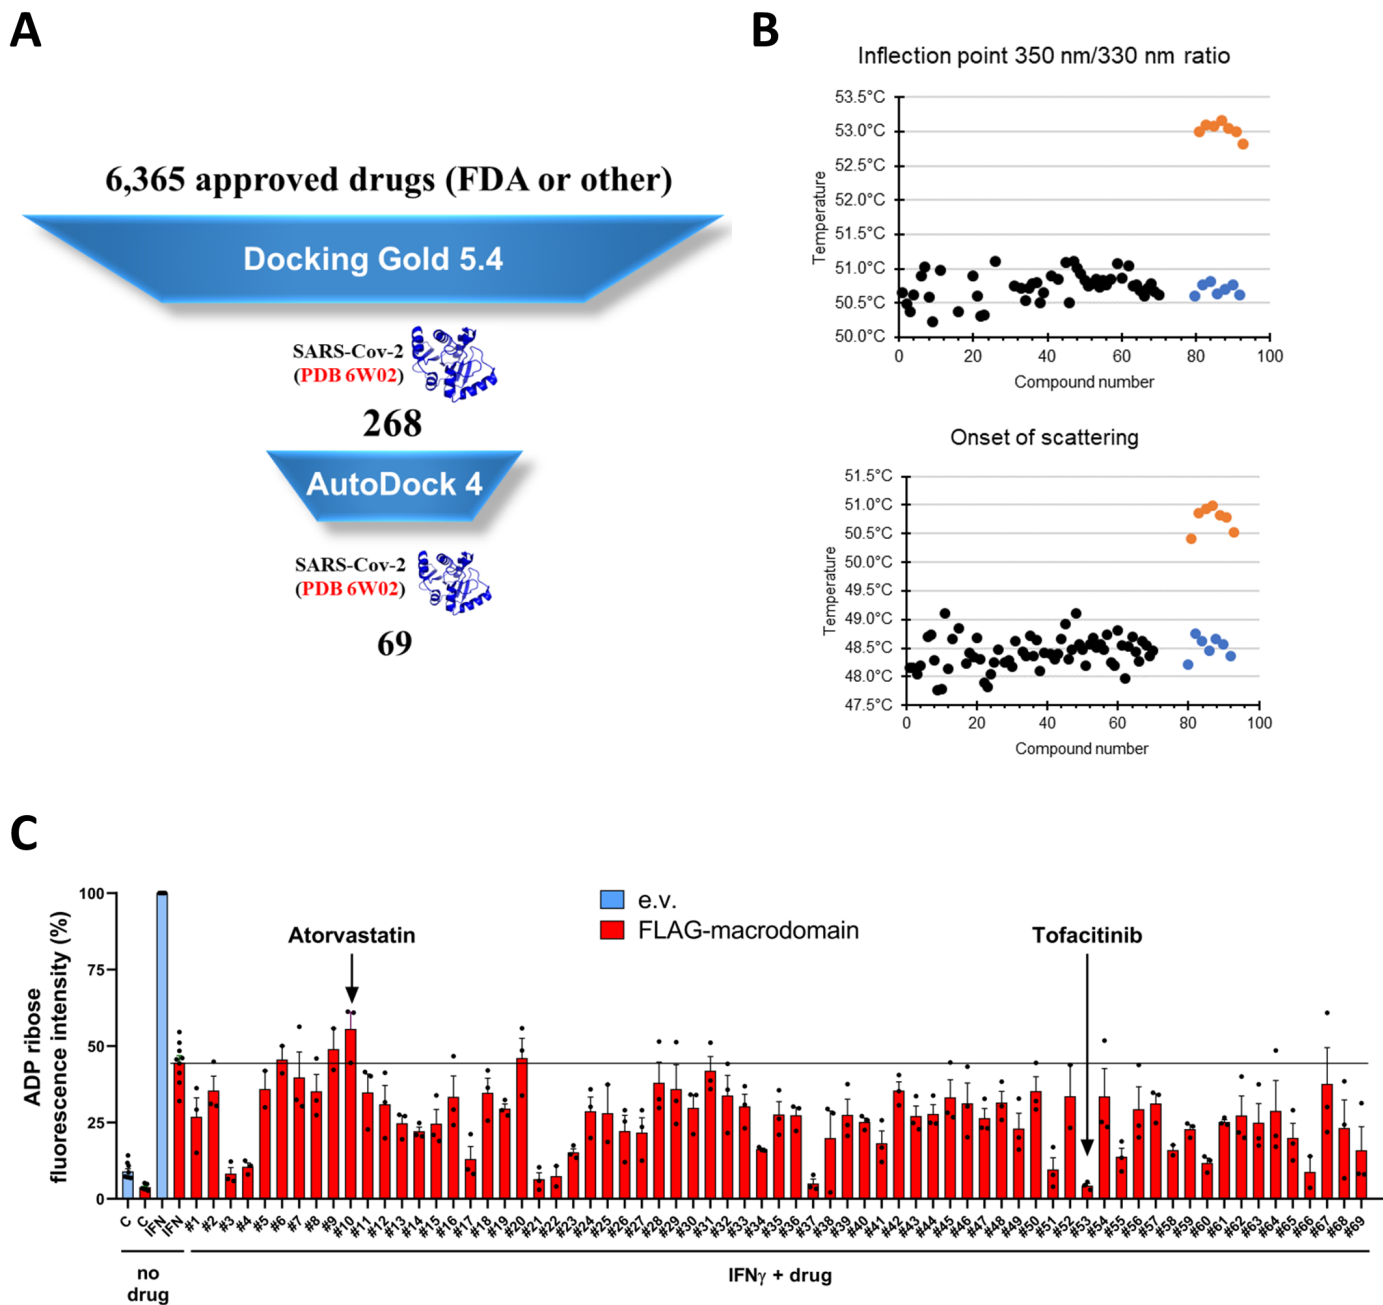 A
6,365 approved drugs (FDA or other)
Docking Gold 5.4
SARS-Cov-2
(PDB 6W02)
268
AutoDock 4
SARS-Cov-2
(PDB 6W02)
69
B
Inflection point 350 nm/330 nm ratio
Temperature
53.5°C
53.0°C
52.5°C
52.0°C
51.5°C
51.0°C
50.5°C
50.0°C
0 20 40 60 80 100
Compound number
Onset of scattering
Temperature
51.5°C
51.0°C
50.5°C
50.0°C
49.5°C
49.0°C
48.5°C
48.0°C
47.5°C
0 20 40 60 80 100
Compound number
C
ADP ribose
fluorescence intensity (%)
100
75
50
25
0
e.v.
FLAG-macrodomain
Atorvastatin
Tofacitinib
C C IFN IFN #1 #2 #3 #4 #5 #6 #7 #8 #9 #10 #11 #12 #13 #14 #15 #16 #17 #18 #19 #20 #21 #22 #23 #24 #25 #26 #27 #28 #29 #30 #31 #32 #33 #34 #35 #36 #37 #38 #39 #40 #41 #42 #43 #44 #45 #46 #47 #48 #49 #50 #51 #52 #53 #54 #55 #56 #57 #58 #59 #60 #61 #62 #63 #64 #65 #66 #67 #68 #69
no
drug
IFNγ + drug